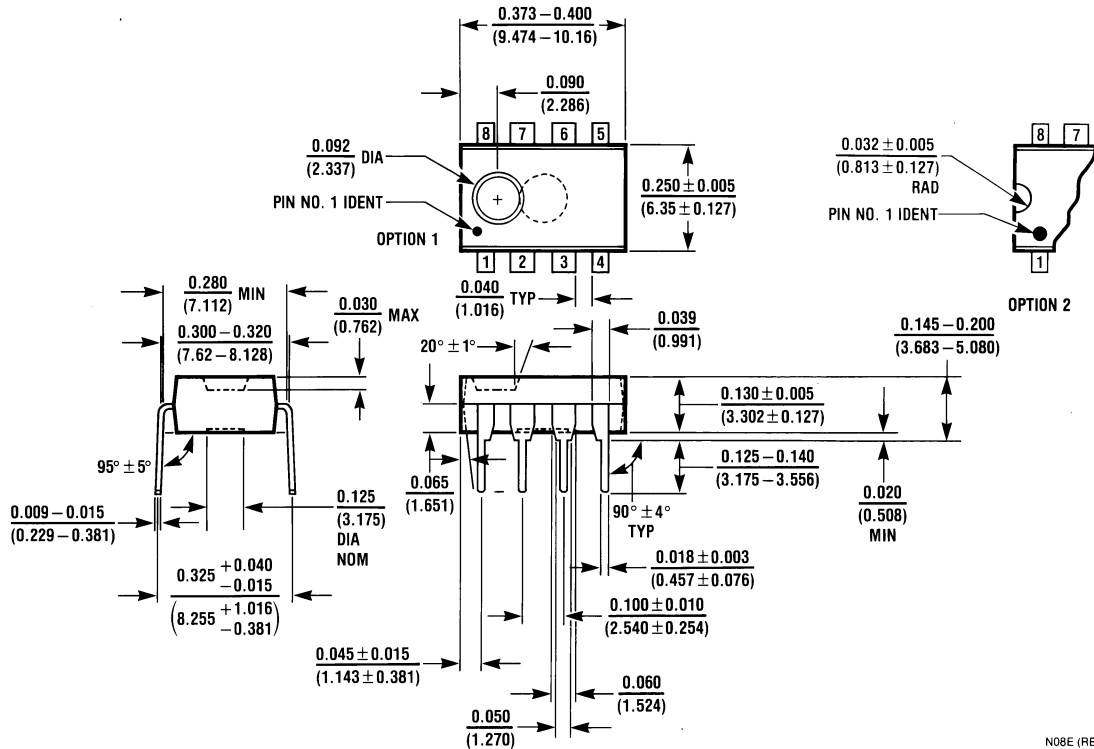 0.373 – 0.400
(9.474 – 10.16)
0.090
(2.286)
8 7 6 5
0.092 DIA
(2.337)
PIN NO. 1 IDENT
OPTION 1
1 2 3 4
0.250 ± 0.005
(6.35 ± 0.127)
0.032 ± 0.005
(0.813 ± 0.127)
RAD
PIN NO. 1 IDENT
8 7
1
OPTION 2
0.280 MIN
(7.112)
0.300 – 0.320
(7.62 – 8.128)
0.030 MAX
(0.762)
0.040 TYP
(1.016)
0.039
(0.991)
20° ± 1°
0.145 – 0.200
(3.683 – 5.080)
0.130 ± 0.005
(3.302 ± 0.127)
0.125 – 0.140
(3.175 – 3.556)
0.020
(0.508)
MIN
95° ± 5°
0.009 – 0.015
(0.229 – 0.381)
0.125
(3.175)
DIA
NOM
0.065
(1.651)
90° ± 4°
TYP
0.018 ± 0.003
(0.457 ± 0.076)
0.325 +0.040
−0.015
(8.255 +1.016
−0.381)
0.100 ± 0.010
(2.540 ± 0.254)
0.045 ± 0.015
(1.143 ± 0.381)
0.060
(1.524)
0.050
(1.270)
N08E (RE